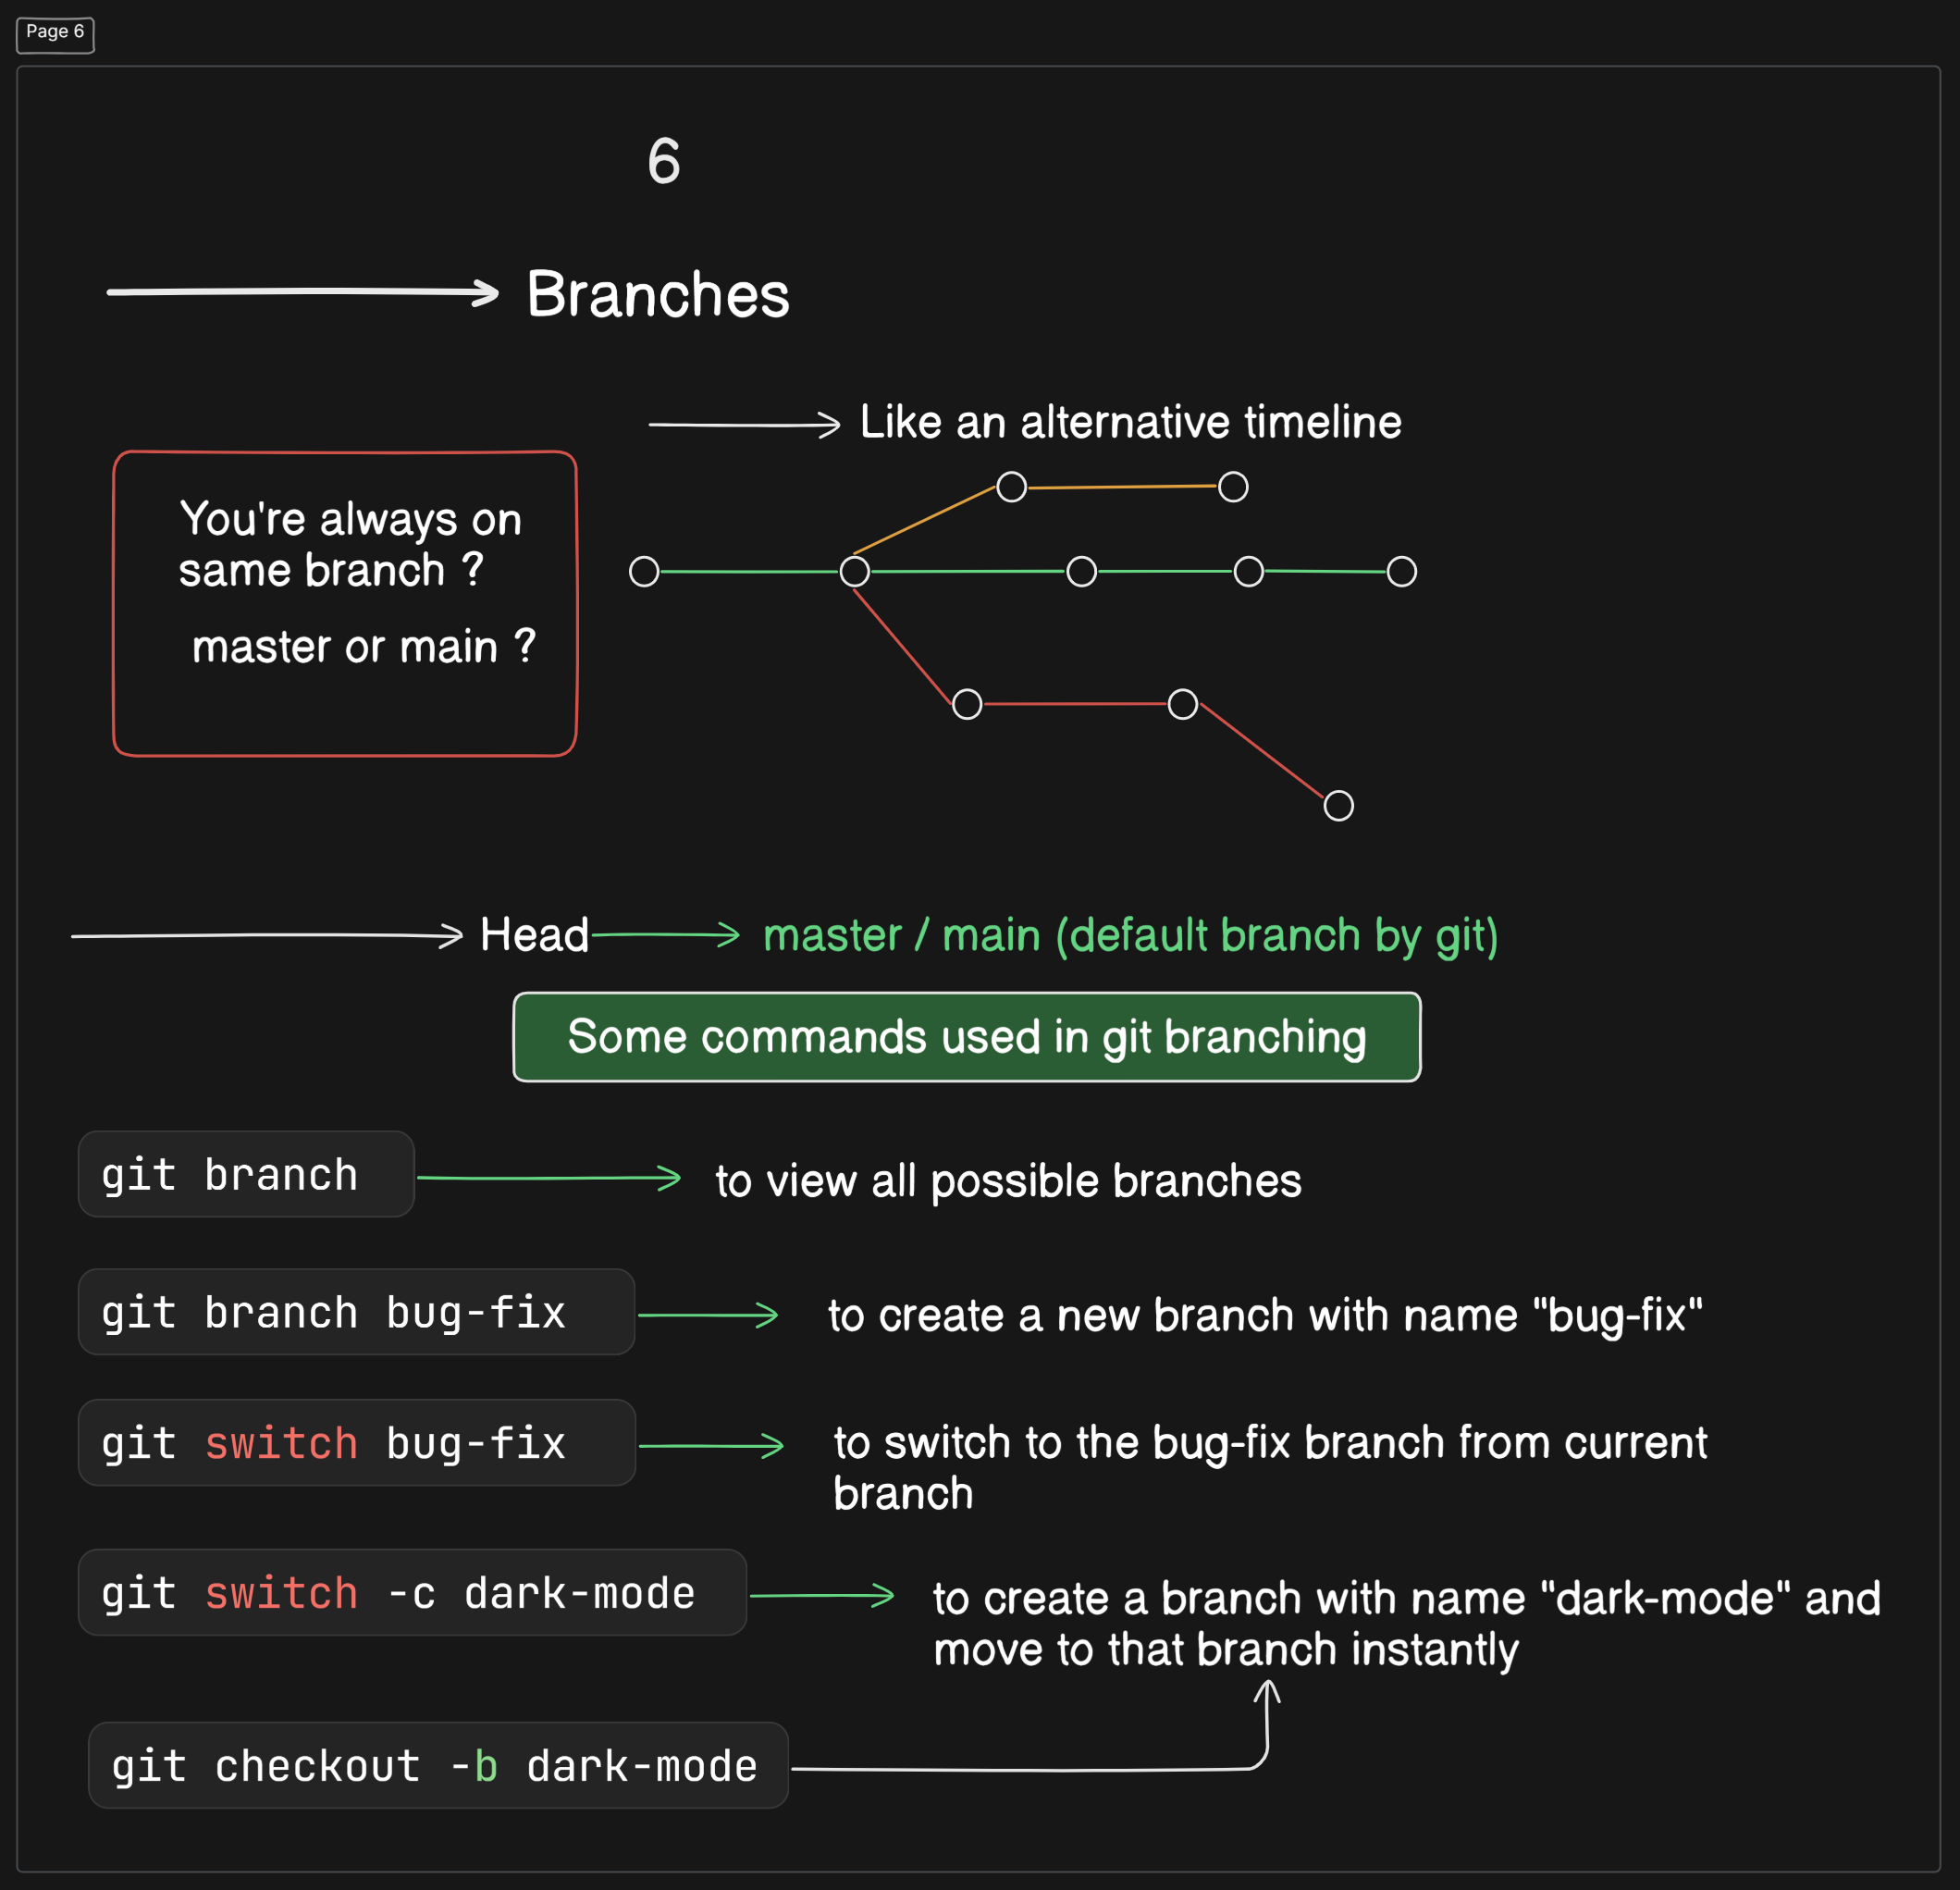 Page 6
6
Branches
Like an alternative timeline
You're always on
same branch ?
master or main ?
Head
master / main (default branch by git)
Some commands used in git branching
git branch
to view all possible branches
git branch bug-fix
to create a new branch with name "bug-fix"
git switch bug-fix
to switch to the bug-fix branch from current
branch
git switch -c dark-mode
to create a branch with name "dark-mode" and
move to that branch instantly
git checkout -b dark-mode